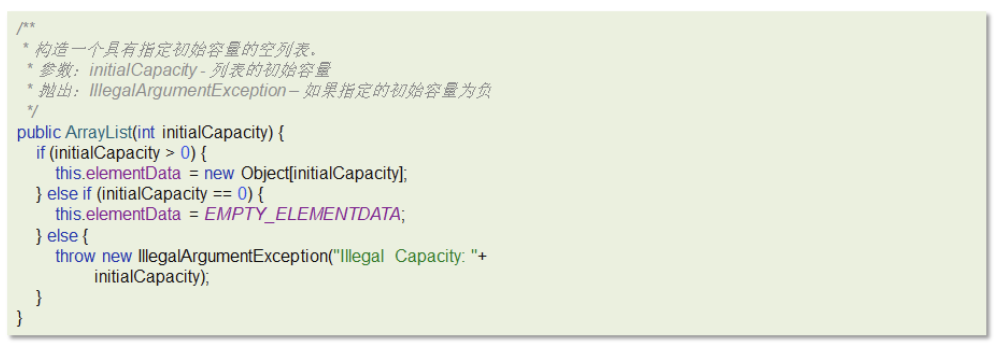 /**
* 构造一个具有指定初始容量的空列表。
* 参数：initialCapacity - 列表的初始容量
* 抛出：IllegalArgumentException – 如果指定的初始容量为负
*/
public ArrayList(int initialCapacity) {
if (initialCapacity > 0) {
this.elementData = new Object[initialCapacity];
} else if (initialCapacity == 0) {
this.elementData = EMPTY_ELEMENTDATA;
} else {
throw new IllegalArgumentException("Illegal Capacity: "+
initialCapacity);
}
}